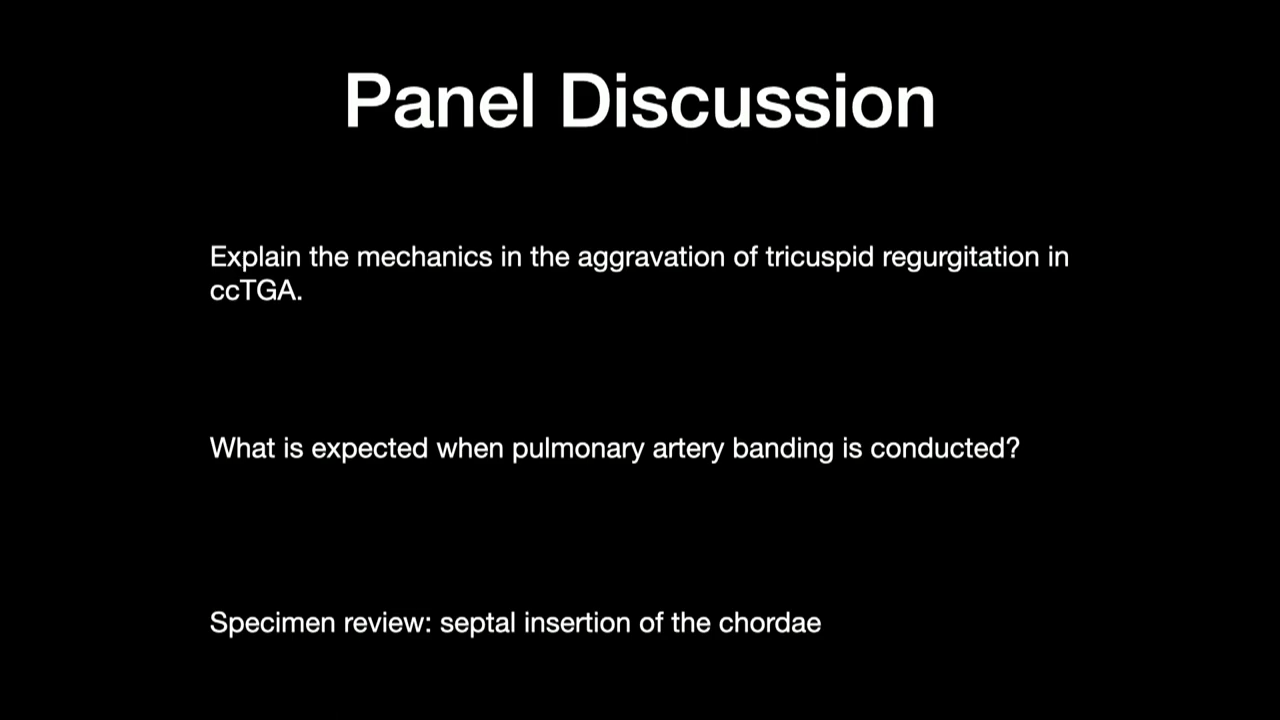 Panel Discussion
Explain the mechanics in the aggravation of tricuspid regurgitation in
ccTGA.
What is expected when pulmonary artery banding is conducted?
Specimen review: septal insertion of the chordae